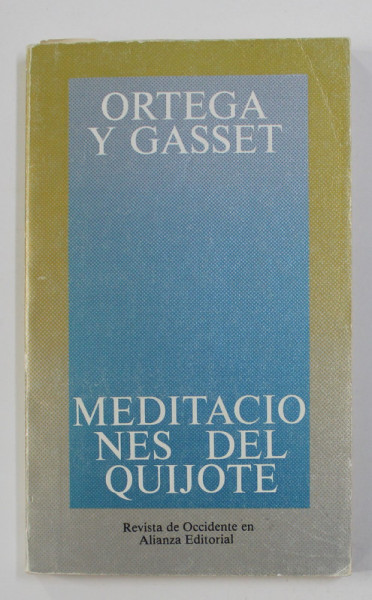 ORTEGA
Y GASSET
MEDITACIO
NES DEL
QUIJOTE
Revista de Occidente en
Alianza Editorial